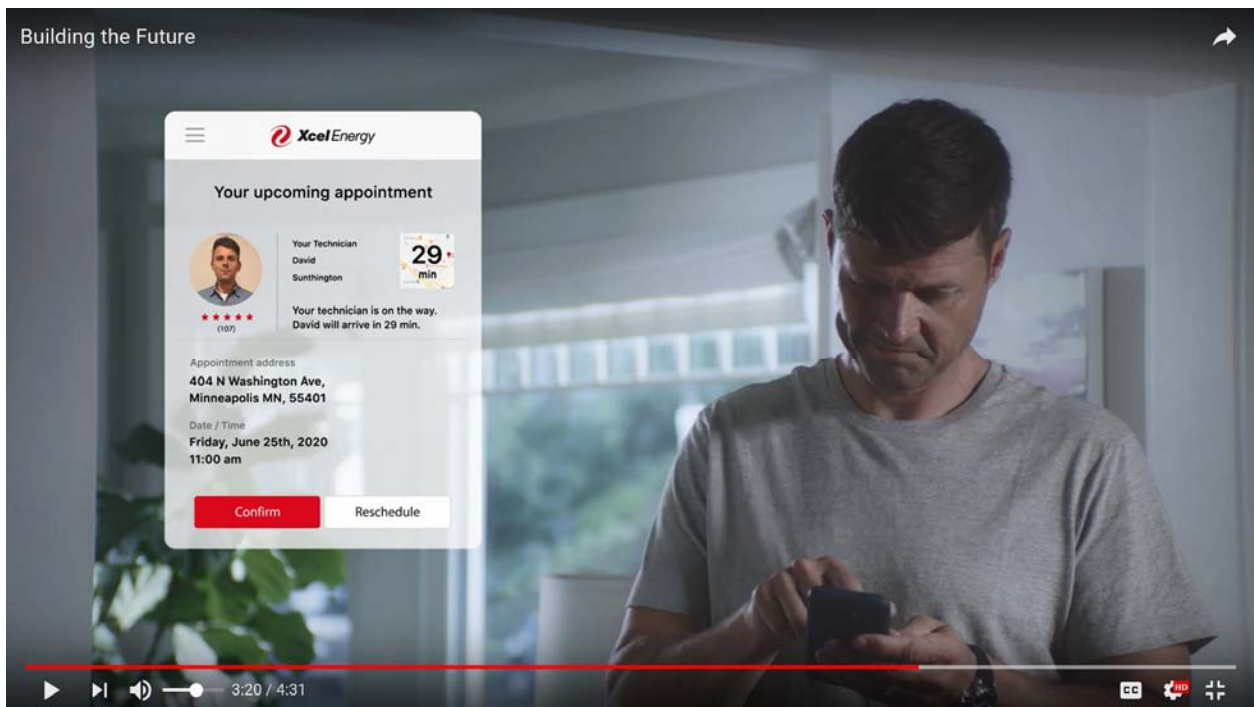 Building the Future
Xcel Energy
Your upcoming appointment
Your Technician
David
Sunthington
29
min
Your technician is on the way.
David will arrive in 29 min.
(107)
Appointment address
404 N Washington Ave,
Minneapolis MN, 55401
Date / Time
Friday, June 25th, 2020
11:00 am
Confirm
Reschedule
3:20 / 4:31
CC
HD